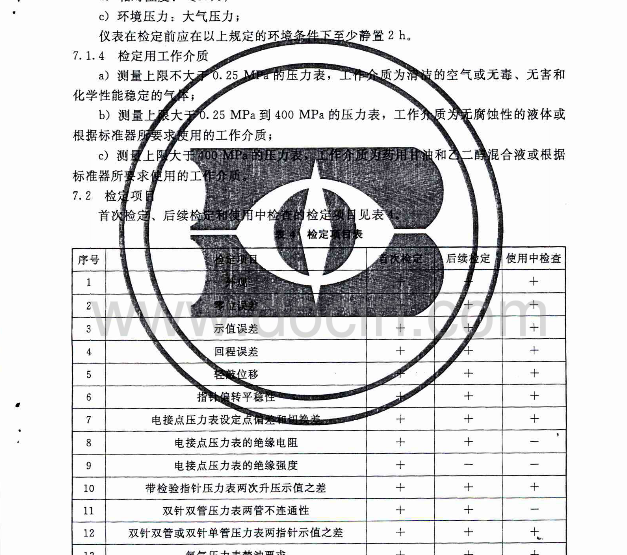 c) 环境压力：大气压力；
仪表在检定前应在以上规定的环境条件下至少静置 2 h。
7.1.4 检定用工作介质
a) 测量上限不大于 0.25 MPa 的压力表，工作介质为清洁的空气或无毒、无害和
化学性能稳定的气体；
b) 测量上限大于 0.25 MPa 到 400 MPa 的压力表，工作介质为无腐蚀性的液体或
根据标准器所要求使用的工作介质；
c) 测量上限大于 400 MPa 的压力表，工作介质为药用甘油和乙二醇混合液或根据
标准器所要求使用的工作介质。
7.2 检定项目
首次检定、后续检定和使用中检查的检定项目见表 4。
表 4 检定项目表
序号 检定项目 首次检定 后续检定 使用中检查
1 外观 + + +
2 零位误差 + + +
3 示值误差 + + +
4 回程误差 + + +
5 轻敲位移 + + +
6 指针偏转平稳性 + + +
7 电接点压力表设定点偏差和切换差 + + +
8 电接点压力表的绝缘电阻 + + −
9 电接点压力表的绝缘强度 + − −
10 带检验指针压力表两次升压示值之差 + + +
11 双针双管压力表两管不连通性 + + −
12 双针双管或双针单管压力表两指针示值之差 + + +
www.docin.com